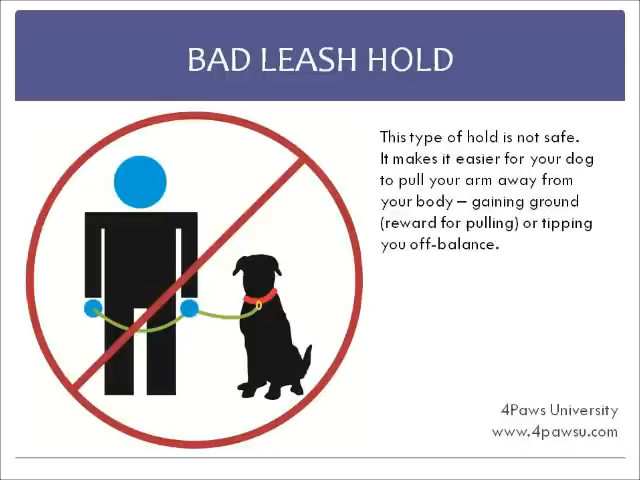 BAD LEASH HOLD
This type of hold is not safe.
It makes it easier for your dog
to pull your arm away from
your body – gaining ground
(reward for pulling) or tipping
you off-balance.
4Paws University
www.4pawsu.com